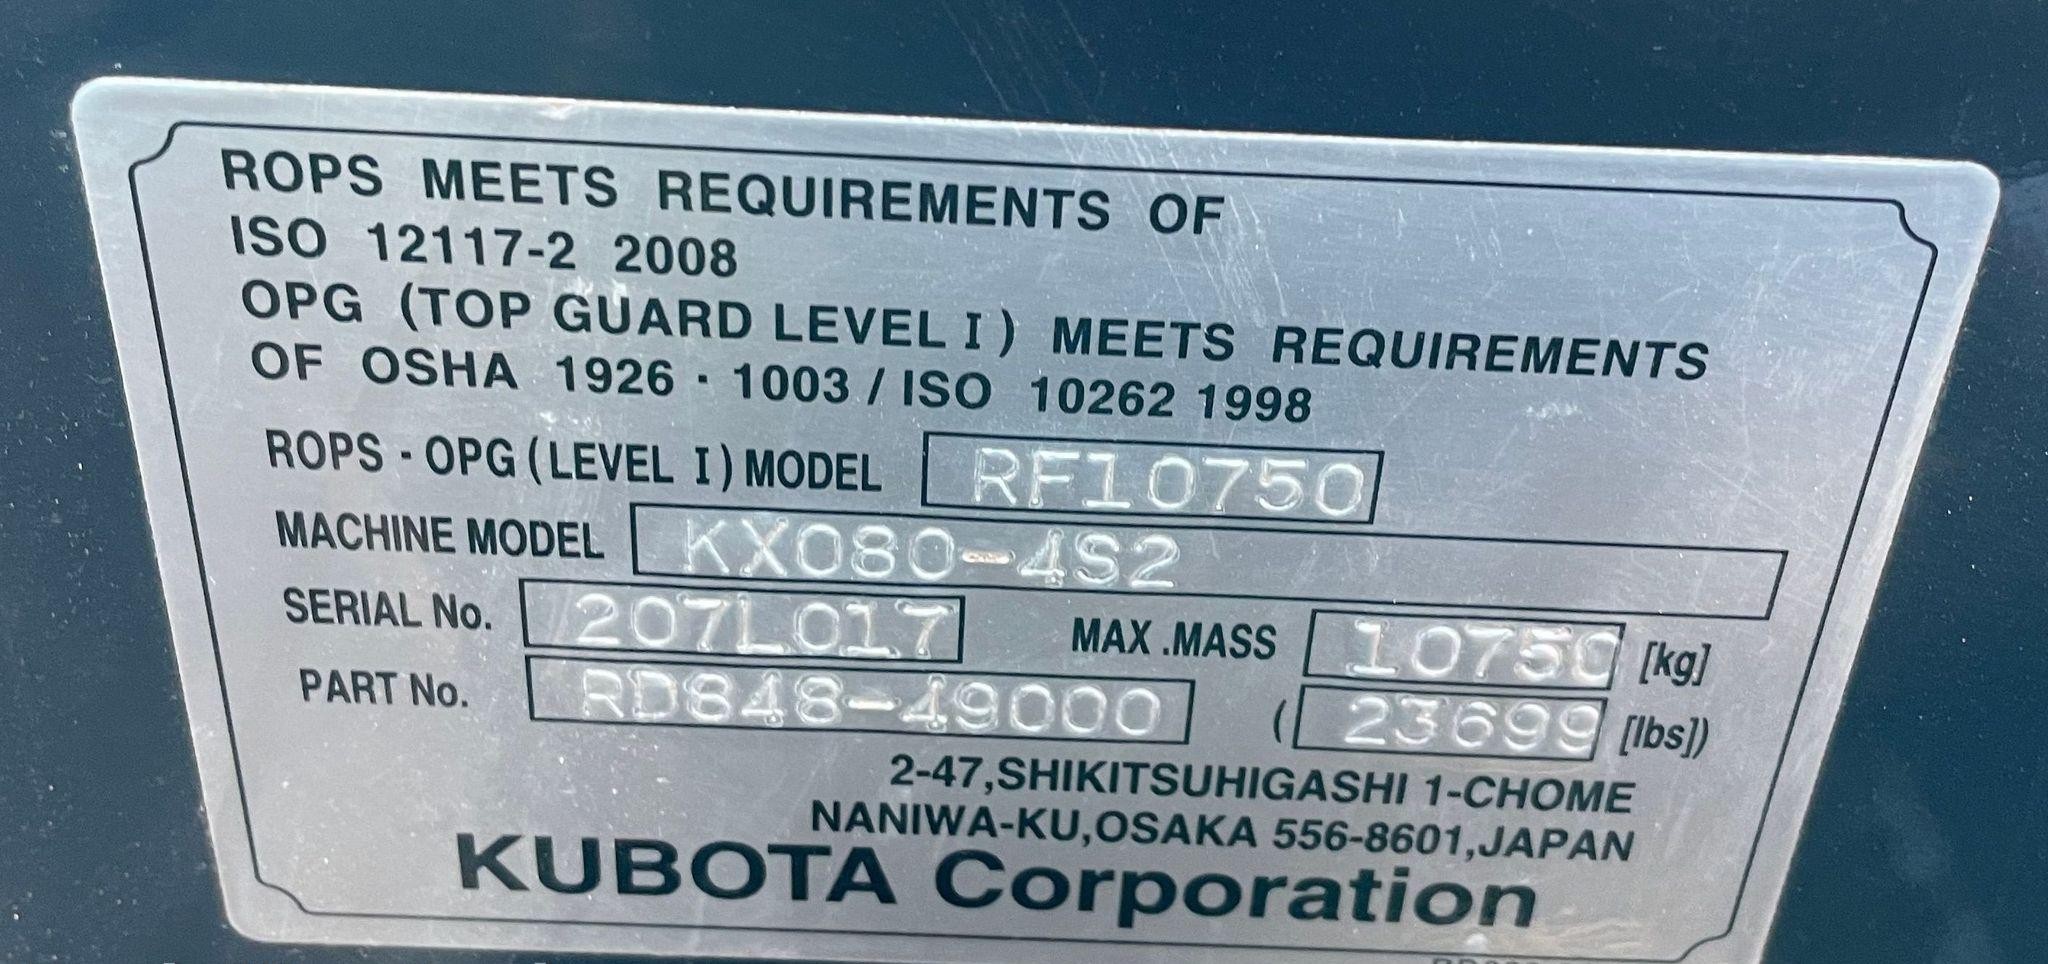 ROPS MEETS REQUIREMENTS OF
ISO 12117-2 2008
OPG (TOP GUARD LEVEL I) MEETS REQUIREMENTS
OF OSHA 1926 · 1003 / ISO 10262 1998
ROPS - OPG (LEVEL I) MODEL RF10750
MACHINE MODEL KX080-4S2
SERIAL No. 207L017 MAX .MASS 10750 [kg]
PART No. RD848-49000 (23699 [lbs])
2-47,SHIKITSUHIGASHI 1-CHOME
NANIWA-KU,OSAKA 556-8601,JAPAN
KUBOTA Corporation